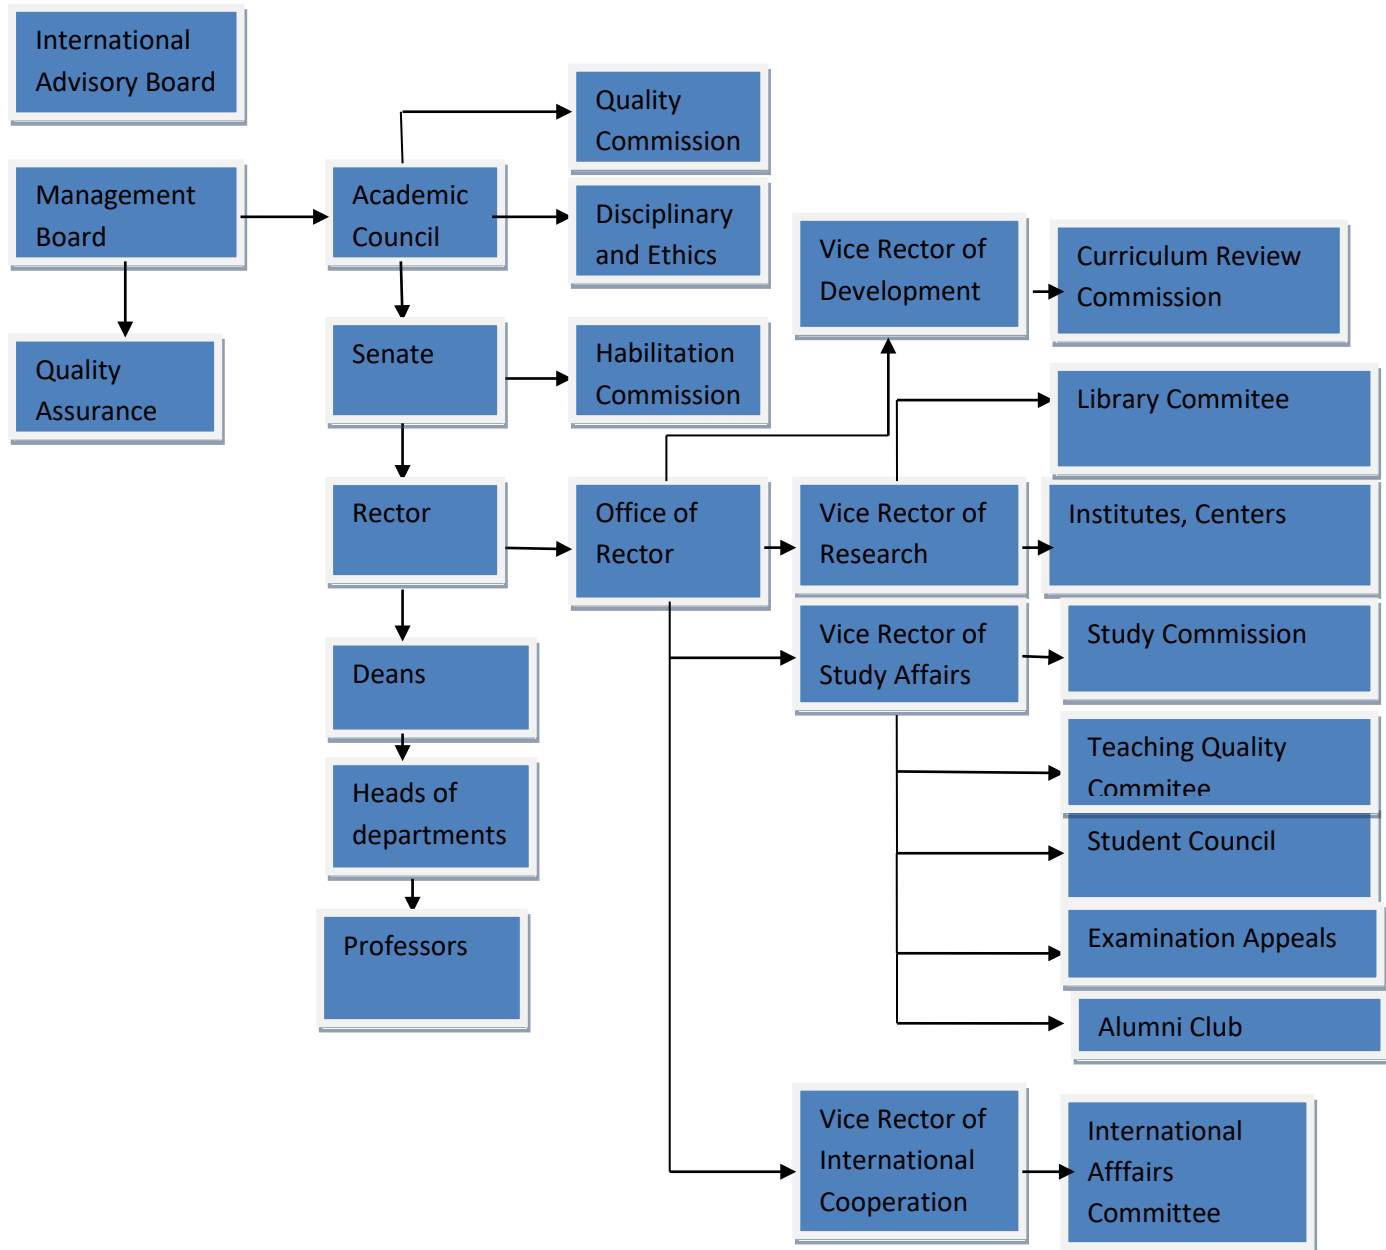 International
Advisory Board
Quality
Commission
Management
Board
Academic
Council
Disciplinary
and Ethics
Vice Rector of
Development
Curriculum Review
Commission
Quality
Assurance
Senate
Habilitation
Commission
Library Commitee
Rector
Office of
Rector
Vice Rector of
Research
Institutes, Centers
Deans
Vice Rector of
Study Affairs
Study Commission
Heads of
departments
Teaching Quality
Commitee
Student Council
Professors
Examination Appeals
Alumni Club
Vice Rector of
International
Cooperation
International
Afffairs
Committee